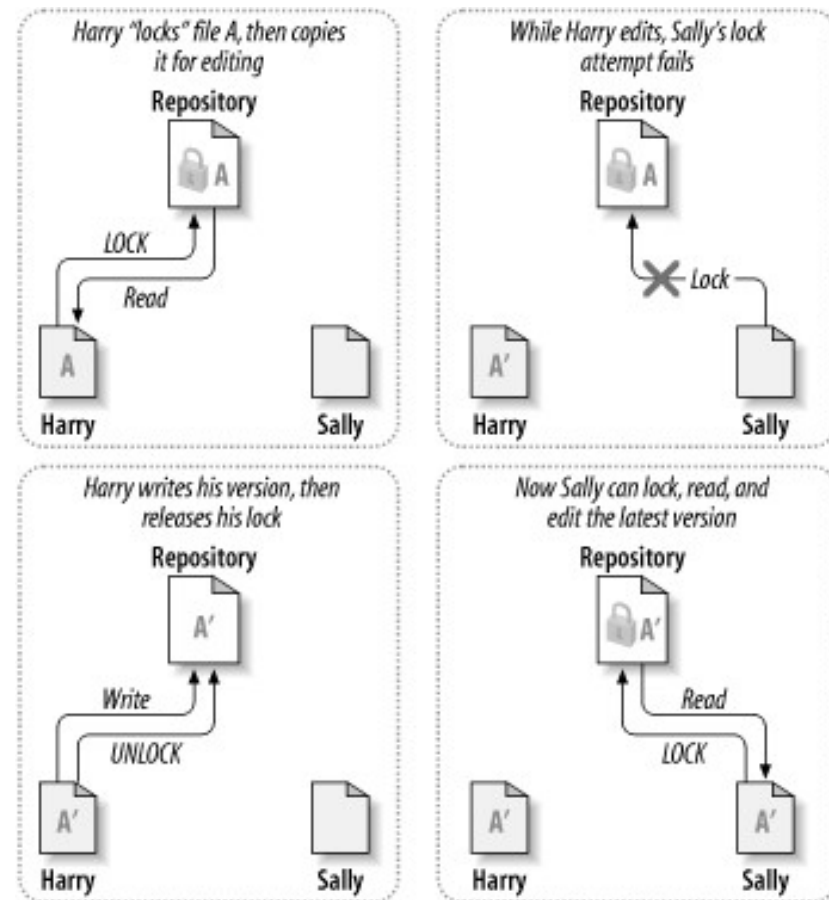 Harry “locks” file A, then copies
it for editing
Repository
A
LOCK
Read
A
Harry
Sally
While Harry edits, Sally’s lock
attempt fails
Repository
A
Lock
A’
Harry
Sally
Harry writes his version, then
releases his lock
Repository
A’
Write
UNLOCK
A’
Harry
Sally
Now Sally can lock, read, and
edit the latest version
Repository
A’
Read
LOCK
A’
A’
Harry
Sally